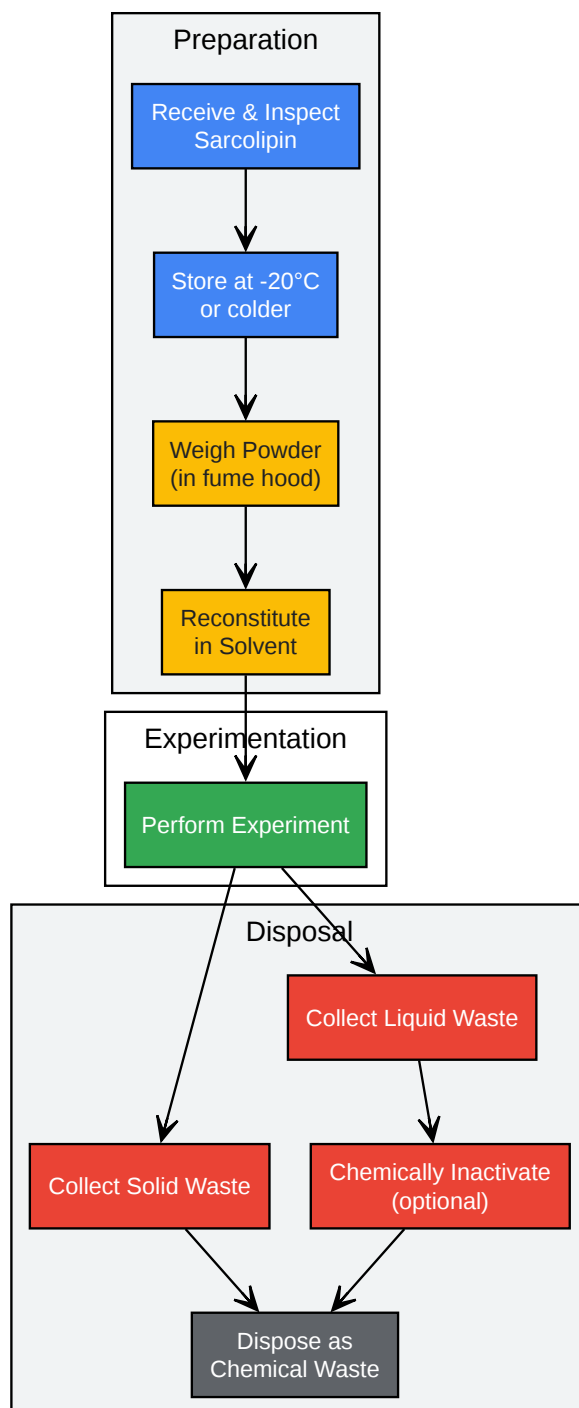 Preparation
Receive & Inspect
Sarcolipin
Store at -20°C
or colder
Weigh Powder
(in fume hood)
Reconstitute
in Solvent
Experimentation
Perform Experiment
Disposal
Collect Liquid Waste
Collect Solid Waste
Chemically Inactivate
(optional)
Dispose as
Chemical Waste